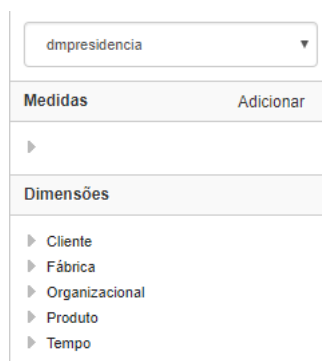 dmpresidencia
Medidas Adicionar
Dimensões
Cliente
Fábrica
Organizacional
Produto
Tempo